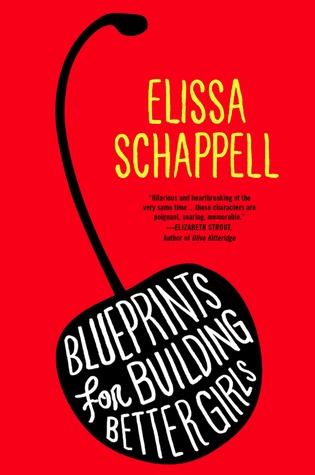 ELISSA
SCHAPPELL
"Hilarious and heartbreaking at the
very same time . . . these characters are
poignant, searing, memorable."
—ELIZABETH STROUT,
Author of Olive Kitteridge
BLUEPRINTS
for BUILDING
BETTER GIRLS